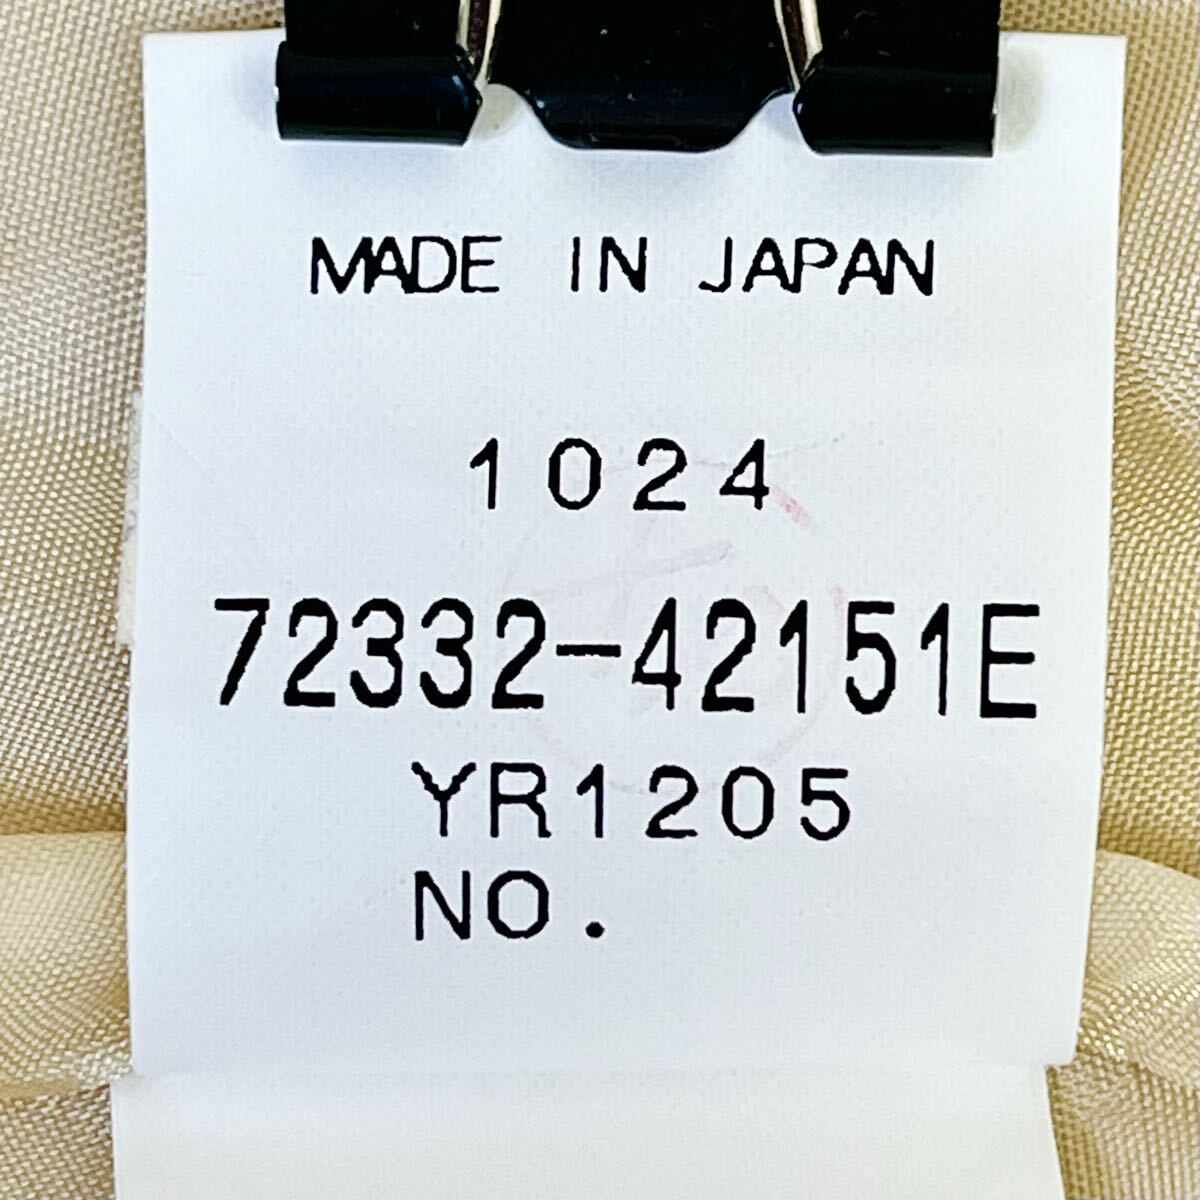 MADE IN JAPAN
1024
72332-42151E
YR1205
NO.